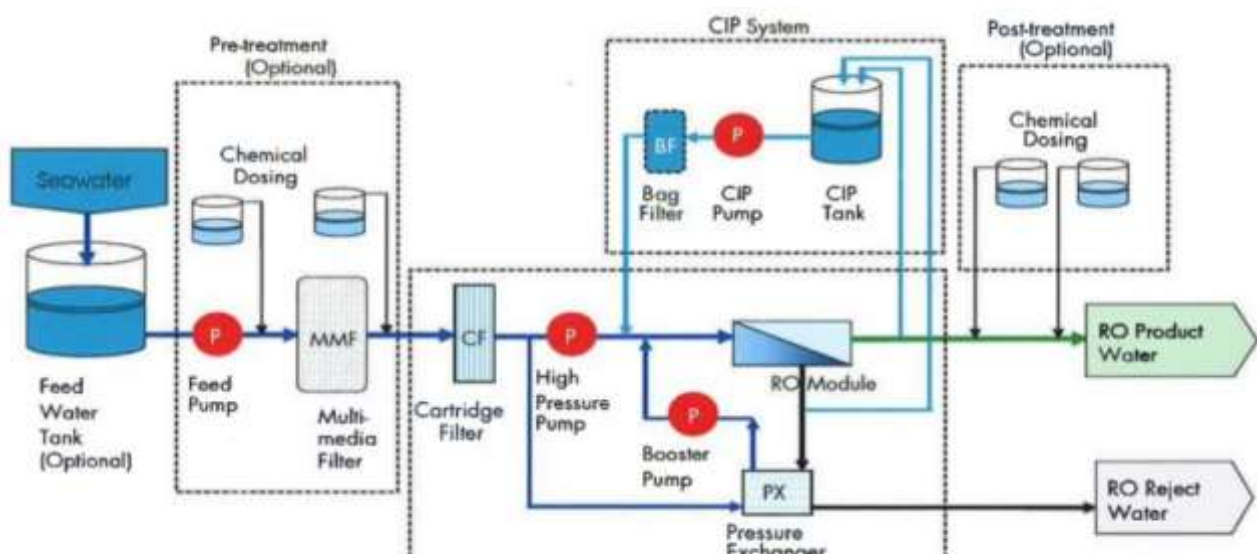 CIP System
Pre-treatment
(Optional)
Post-treatment
(Optional)
Chemical
Dosing
Chemical
Dosing
Seawater
BF
P
Bag
Filter
CIP
Pump
CIP
Tank
P
MMF
CF
P
RO Product
Water
Feed
Water
Tank
(Optional)
Feed
Pump
Multi-
media
Filter
Cartridge
Filter
High
Pressure
Pump
RO Module
P
Booster
Pump
PX
Pressure
Exchanger
RO Reject
Water